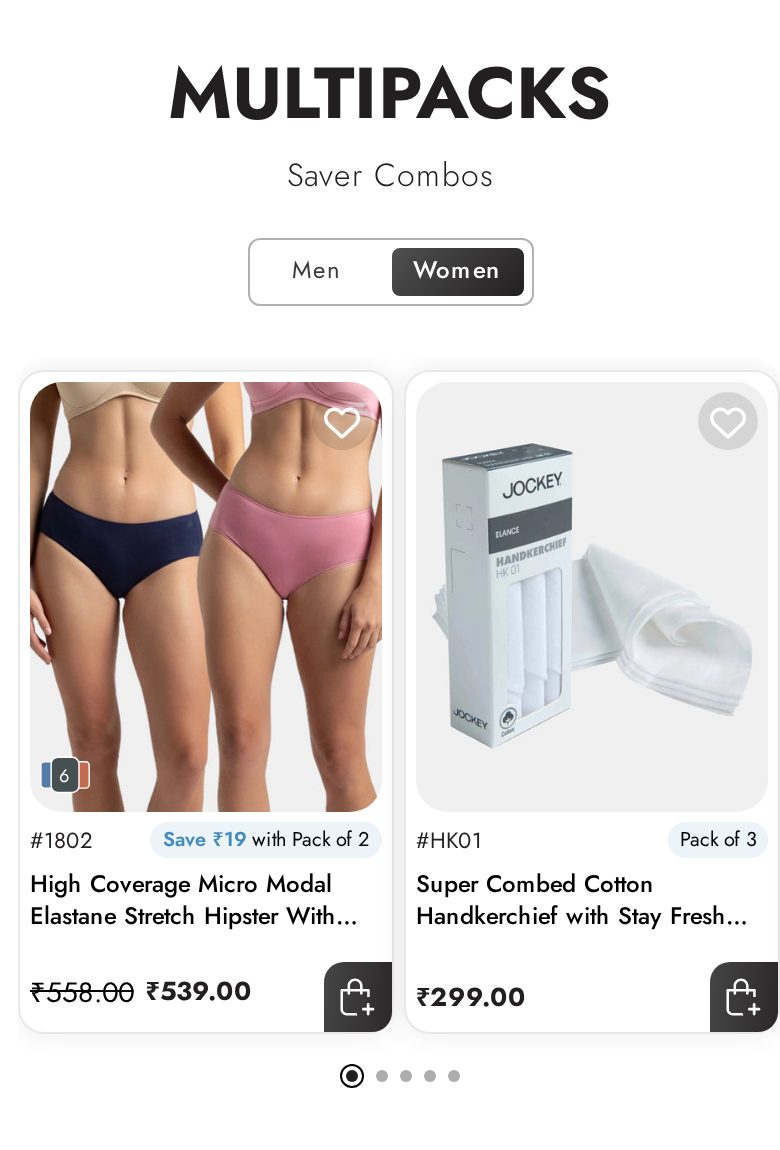 MULTIPACKS
Saver Combos
Men
Women
JOCKEY
JOCKEY
ELANCE
HANDKERCHIEF
HK 01
JOCKEY
Cotton
6
#1802
Save ₹19 with Pack of 2
High Coverage Micro Modal
Elastane Stretch Hipster With...
₹558.00 ₹539.00
#HK01
Pack of 3
Super Combed Cotton
Handkerchief with Stay Fresh...
₹299.00